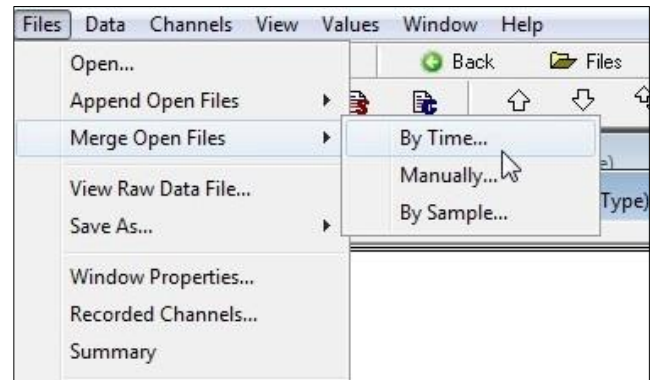 Files Data Channels View Values Window Help
Back Files
Open...
Append Open Files
Merge Open Files
By Time...
Manually...
By Sample...
Type)
View Raw Data File...
Save As...
Window Properties...
Recorded Channels...
Summary